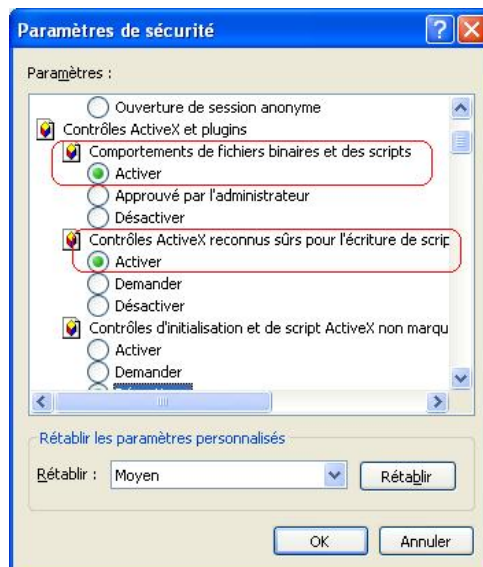 Paramètres de sécurité
Paramètres :
Ouverture de session anonyme
Contrôles ActiveX et plugins
Comportements de fichiers binaires et des scripts
Activer
Approuvé par l'administrateur
Désactiver
Contrôles ActiveX reconnus sûrs pour l'écriture de scrip
Activer
Demander
Désactiver
Contrôles d'initialisation et de script ActiveX non marqu
Activer
Demander
Rétablir les paramètres personnalisés
Rétablir :
Moyen
Rétablir
OK
Annuler